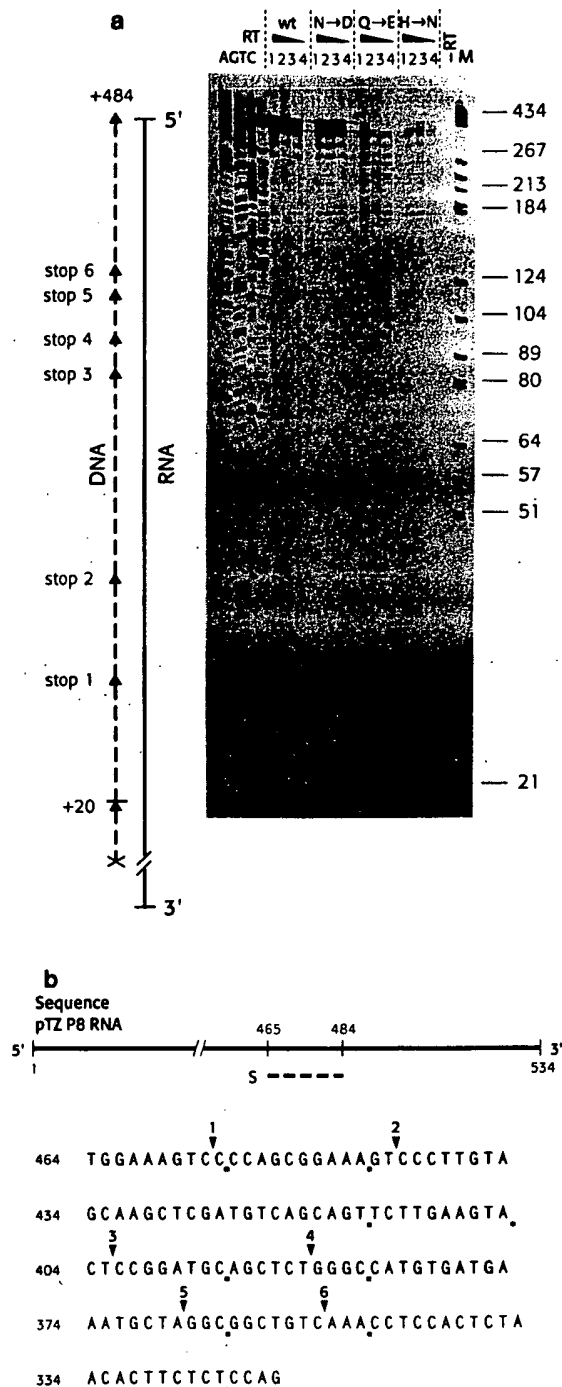 a
RT
wt
N→D
Q→E
H→N
RT
AGTC
1234
1234
1234
1234
–
M
+484
5'
434
267
213
184
stop 6
124
stop 5
104
stop 4
89
stop 3
80
64
DNA
RNA
57
51
stop 2
stop 1
21
+20
3'
b
Sequence
pTZ P8 RNA
465
484
5'
3'
1
S
534
1
2
464 TGGAAAGTCCCCCAGCGGAAAGTCCCTTGTA
434 GCAAGCTCGATGTCAGCAGTTCTTGAAGTA
3
4
404 CTCCGGATGCAGCTCTGGGCCATGTGATGA
5
6
374 AATGCTAGGCGGCTGTCAAACCTCCACTCTA
334 ACACTTCTCTCCAG